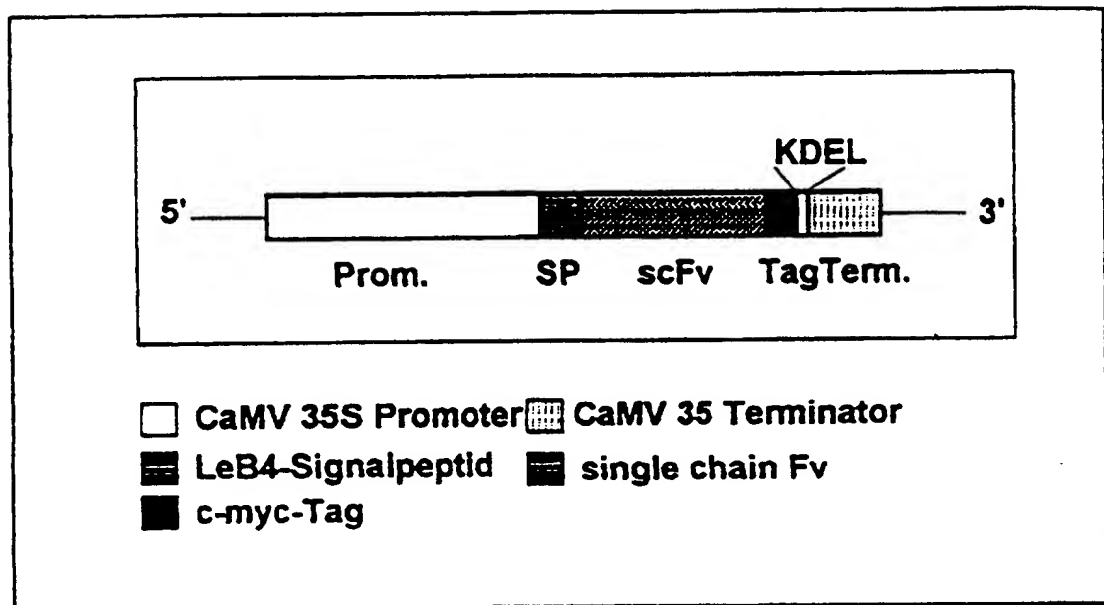 KDEL
5' 3'
Prom. SP scFv TagTerm.
CaMV 35S Promoter CaMV 35 Terminator
LeB4-Signalpeptid single chain Fv
c-myc-Tag